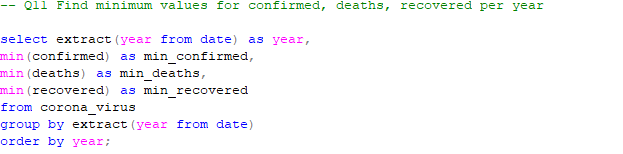 -- Q11 Find minimum values for confirmed, deaths, recovered per year
select extract(year from date) as year,
min(confirmed) as min_confirmed,
min(deaths) as min_deaths,
min(recovered) as min_recovered
from corona_virus
group by extract(year from date)
order by year;